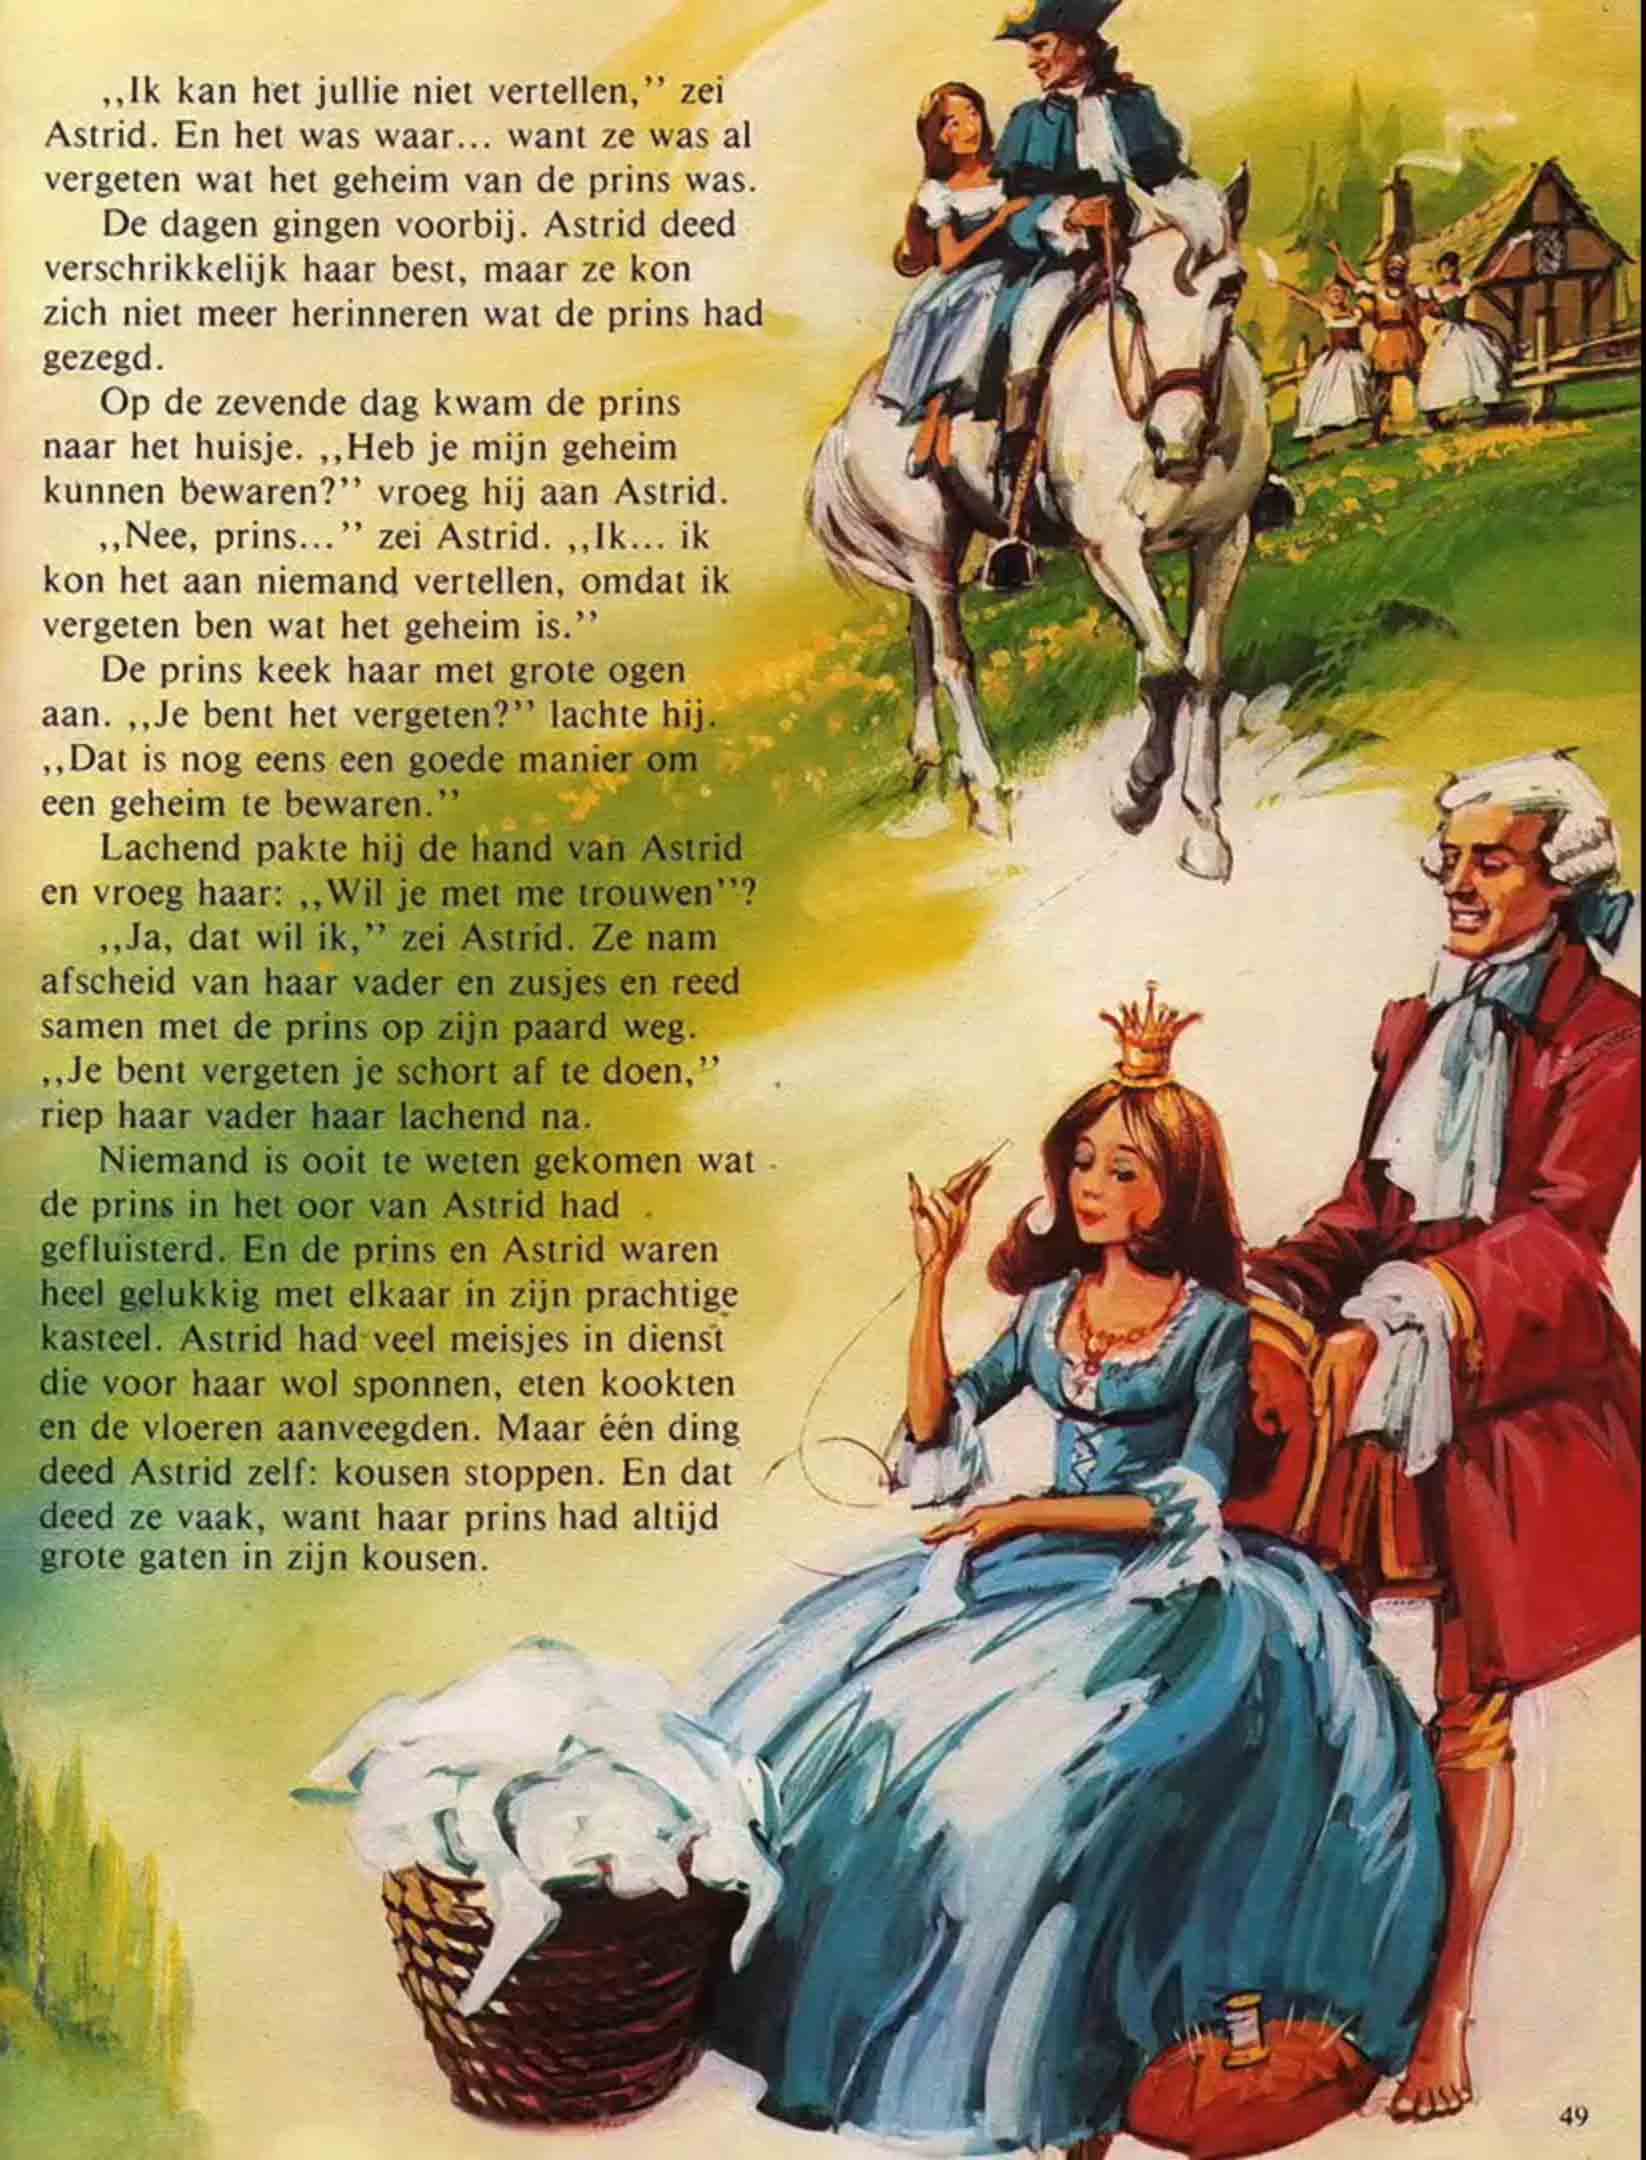 ,,Ik kan het jullie niet vertellen,'' zei
Astrid. En het was waar... want ze was al
vergeten wat het geheim van de prins was.
De dagen gingen voorbij. Astrid deed
verschrikkelijk haar best, maar ze kon
zich niet meer herinneren wat de prins had
gezegd.
Op de zevende dag kwam de prins
naar het huisje. ,,Heb je mijn geheim
kunnen bewaren?'' vroeg hij aan Astrid.
,,Nee, prins...'' zei Astrid. ,,Ik... ik
kon het aan niemand vertellen, omdat ik
vergeten ben wat het geheim is.''
De prins keek haar met grote ogen
aan. ,,Je bent het vergeten?'' lachte hij.
,,Dat is nog eens een goede manier om
een geheim te bewaren.''
Lachend pakte hij de hand van Astrid
en vroeg haar: ,,Wil je met me trouwen''?
,,Ja, dat wil ik,'' zei Astrid. Ze nam
afscheid van haar vader en zusjes en reed
samen met de prins op zijn paard weg.
,,Je bent vergeten je schort af te doen,''
riep haar vader haar lachend na.
Niemand is ooit te weten gekomen wat
de prins in het oor van Astrid had
gefluisterd. En de prins en Astrid waren
heel gelukkig met elkaar in zijn prachtige
kasteel. Astrid had veel meisjes in dienst
die voor haar wol sponnen, eten kookten
en de vloeren aanveegden. Maar één ding
deed Astrid zelf: kousen stoppen. En dat
deed ze vaak, want haar prins had altijd
grote gaten in zijn kousen.
49